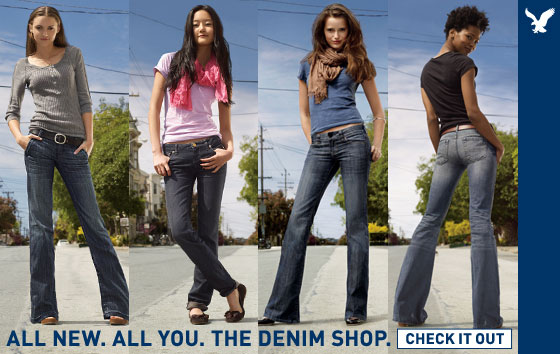 ALL NEW. ALL YOU. THE DENIM SHOP. CHECK IT OUT